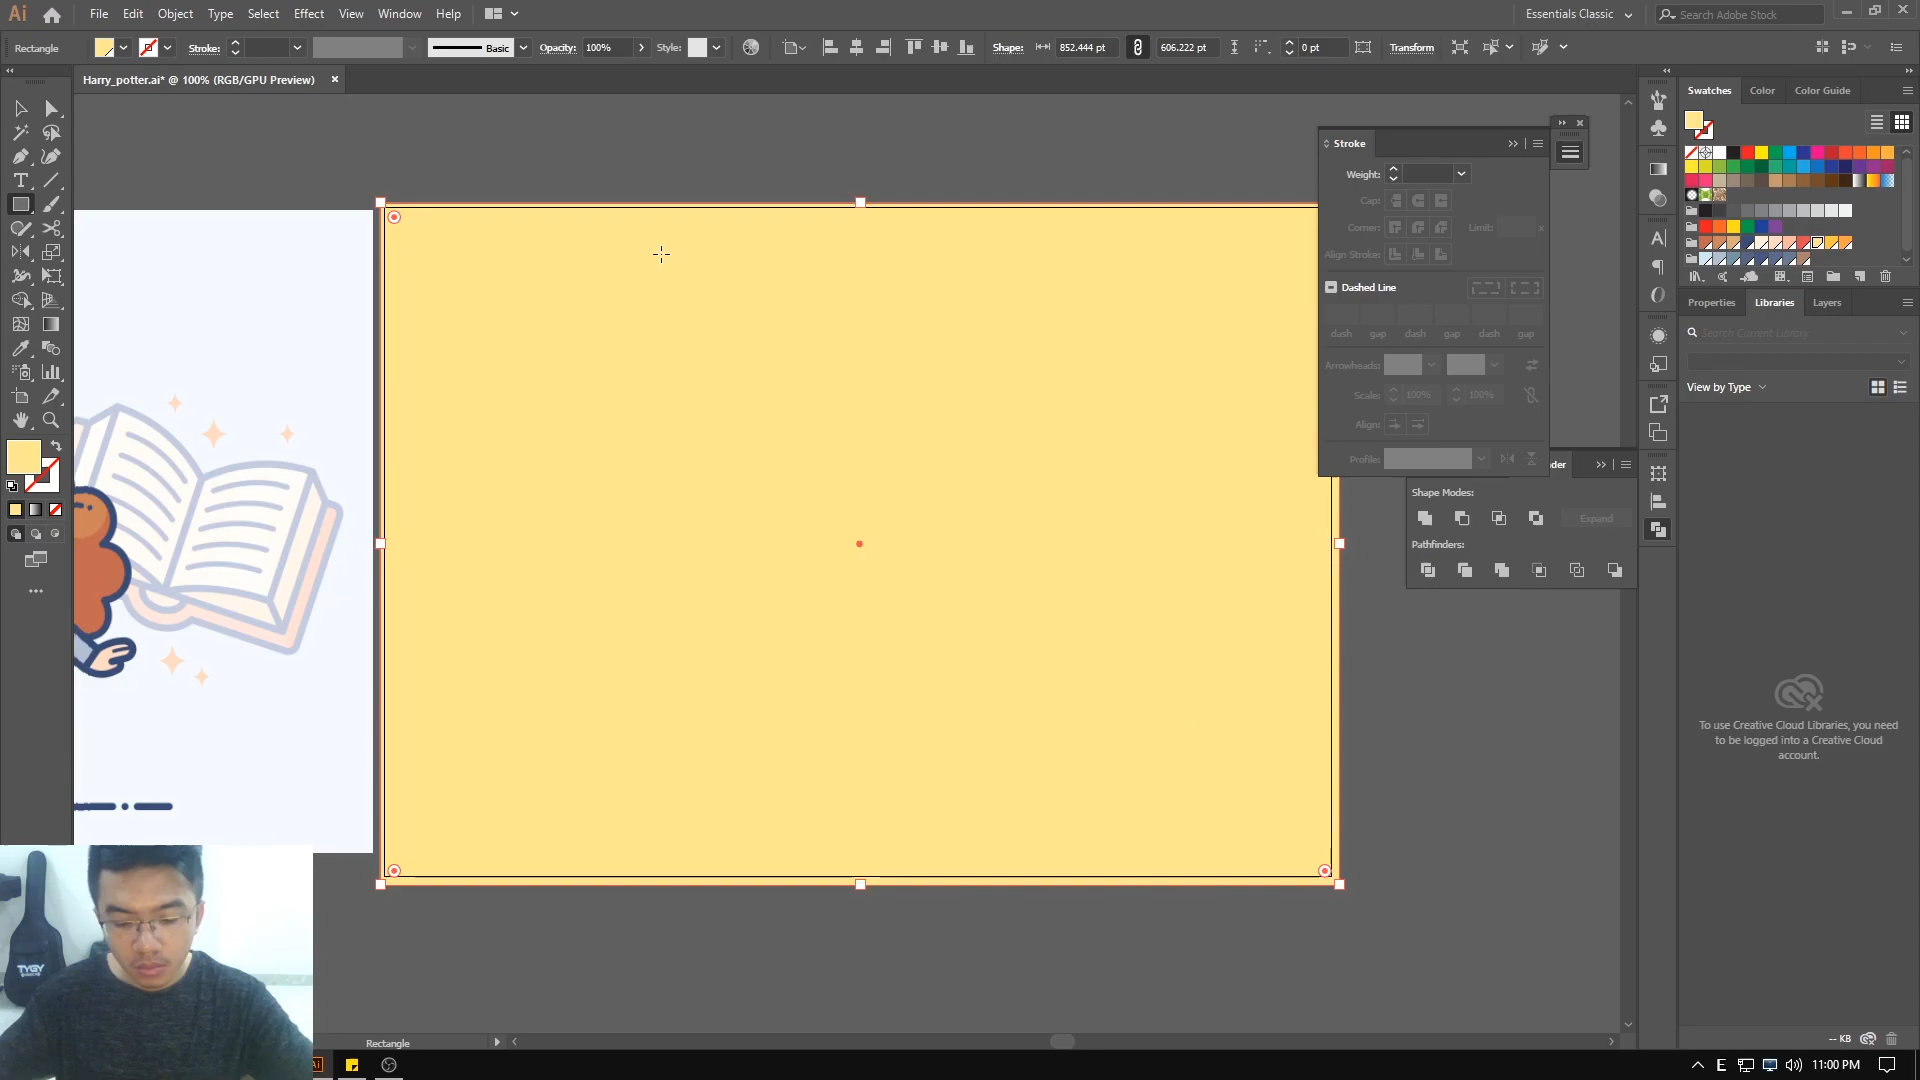 Ai File Edit Object Type Select Effect View Window Help Essentials Classic Search Adobe Stock
Rectangle Stroke: Basic Opacity: 100% Style: Shape: 852.444 pt 606.222 pt 0 pt Transform
Harry_potter.ai* @ 100% (RGB/GPU Preview)
Swatches Color Color Guide
Stroke
Weight:
Cap:
Corner: Limit: x
Align Stroke:
Dashed Line
dash gap dash gap dash gap
Arrowheads:
Scale: 100% 100%
Align:
Profile:
Properties Libraries Layers
Search Current Library
View by Type
der
Shape Modes:
Expand
Pathfinders:
To use Creative Cloud Libraries, you need
to be logged into a Creative Cloud
account.
TYGY
-- KB
Rectangle
Ai
E 11:00 PM